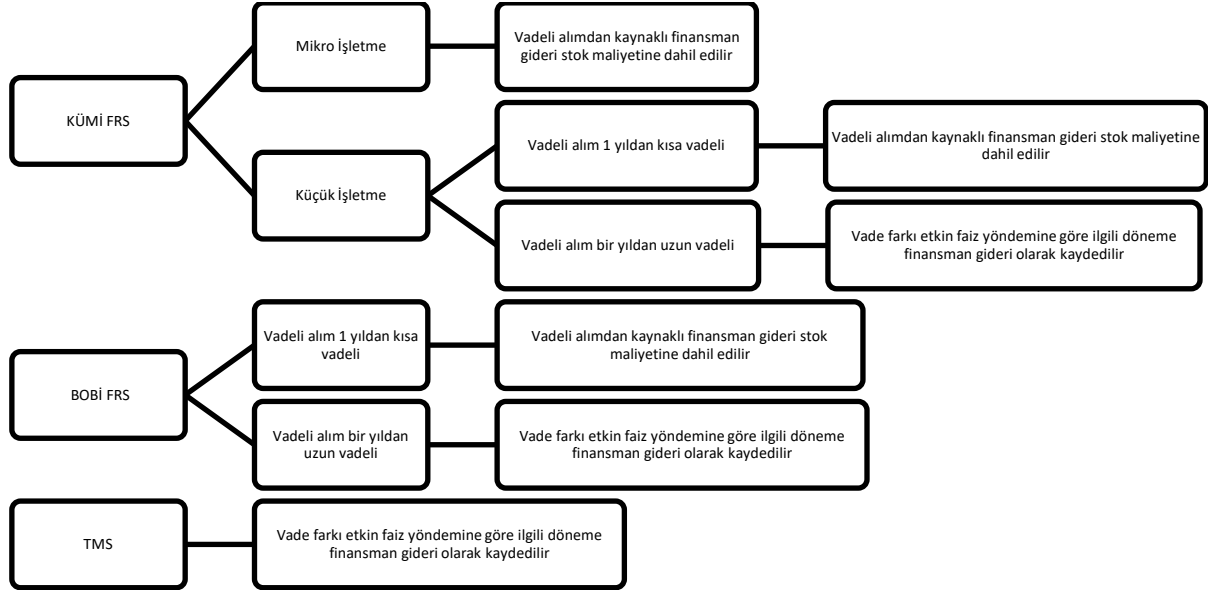 KÜMİ FRS
Mikro İşletme
Vadeli alımdan kaynaklı finansman
gideri stok maliyetine dahil edilir
Küçük İşletme
Vadeli alım 1 yıldan kısa vadeli
Vadeli alımdan kaynaklı finansman gideri stok maliyetine
dahil edilir
Vadeli alım bir yıldan uzun vadeli
Vade farkı etkin faiz yöndemine göre ilgili döneme
finansman gideri olarak kaydedilir
BOBİ FRS
Vadeli alım 1 yıldan kısa
vadeli
Vadeli alımdan kaynaklı finansman gideri stok
maliyetine dahil edilir
Vadeli alım bir yıldan
uzun vadeli
Vade farkı etkin faiz yöndemine göre ilgili döneme
finansman gideri olarak kaydedilir
TMS
Vade farkı etkin faiz yöndemine göre ilgili döneme
finansman gideri olarak kaydedilir